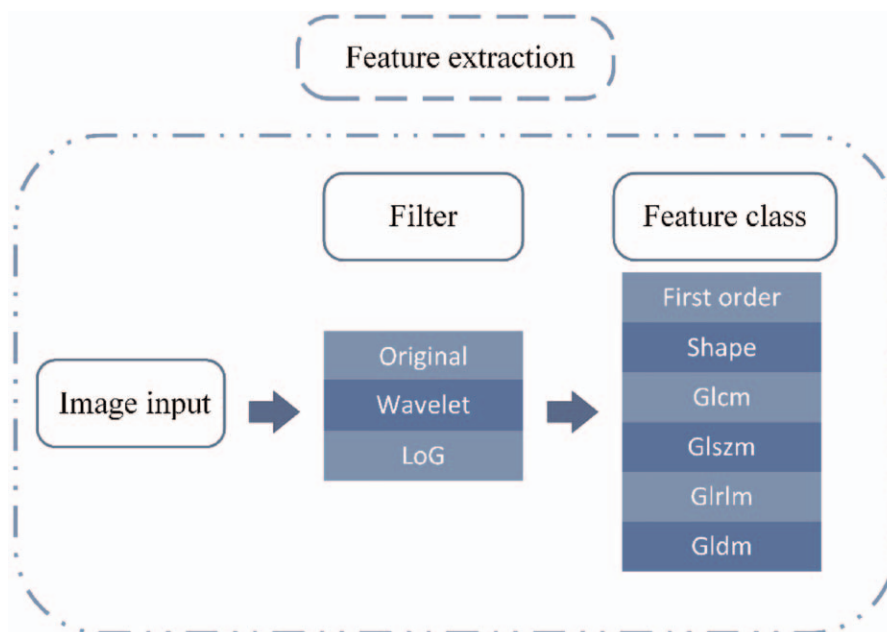 Feature extraction
Filter
Feature class
Image input
Original
Wavelet
LoG
First order
Shape
Glcm
Glszm
Glrlm
Gldm